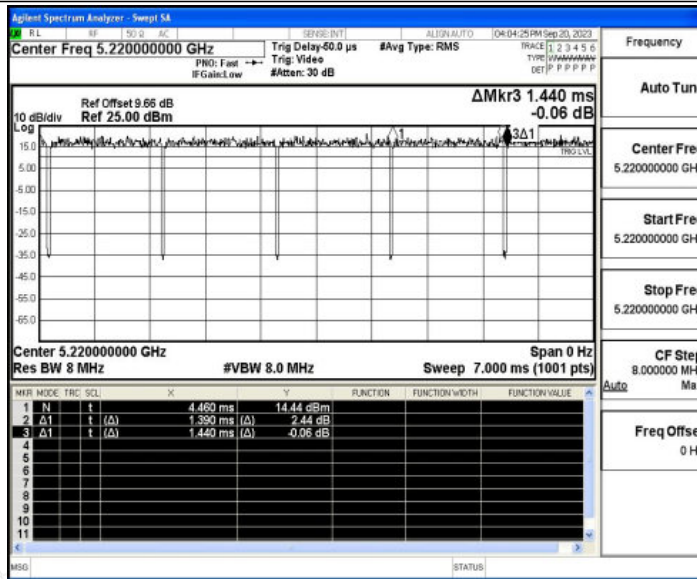 Agilent Spectrum Analyzer - Swept SA
RL RF 50 Ω AC SENSE:INT ALIGNAUTO 04:04:25 PM Sep 20, 2023
Center Freq 5.220000000 GHz
PNO: Fast
IFGain:Low
Trig Delay-50.0 µs
Trig: Video
#Atten: 30 dB
#Avg Type: RMS
TRACE 1 2 3 4 5 6
TYPE
DET P P P P P P
Ref Offset 9.66 dB
10 dB/div Ref 25.00 dBm
ΔMkr3 1.440 ms
-0.06 dB
Log
1
3Δ1
TRIG LVL
15.0
5.00
-5.00
-15.0
-25.0
-35.0
-45.0
-55.0
-65.0
Center 5.220000000 GHz Span 0 Hz
Res BW 8 MHz #VBW 8.0 MHz Sweep 7.000 ms (1001 pts)
MKR MODE TRC SCL X Y FUNCTION FUNCTION WIDTH FUNCTION VALUE
1 N t 4.460 ms 14.44 dBm
2 Δ1 t (Δ) 1.390 ms (Δ) 2.44 dB
3 Δ1 t (Δ) 1.440 ms (Δ) -0.06 dB
4
5
6
7
8
9
10
11
MSG STATUS
Frequency
Auto Tun
Center Fre
5.220000000 GH
Start Fre
5.220000000 GH
Stop Fre
5.220000000 GH
CF Step
8.000000 MH
Auto Ma
Freq Offse
0 H